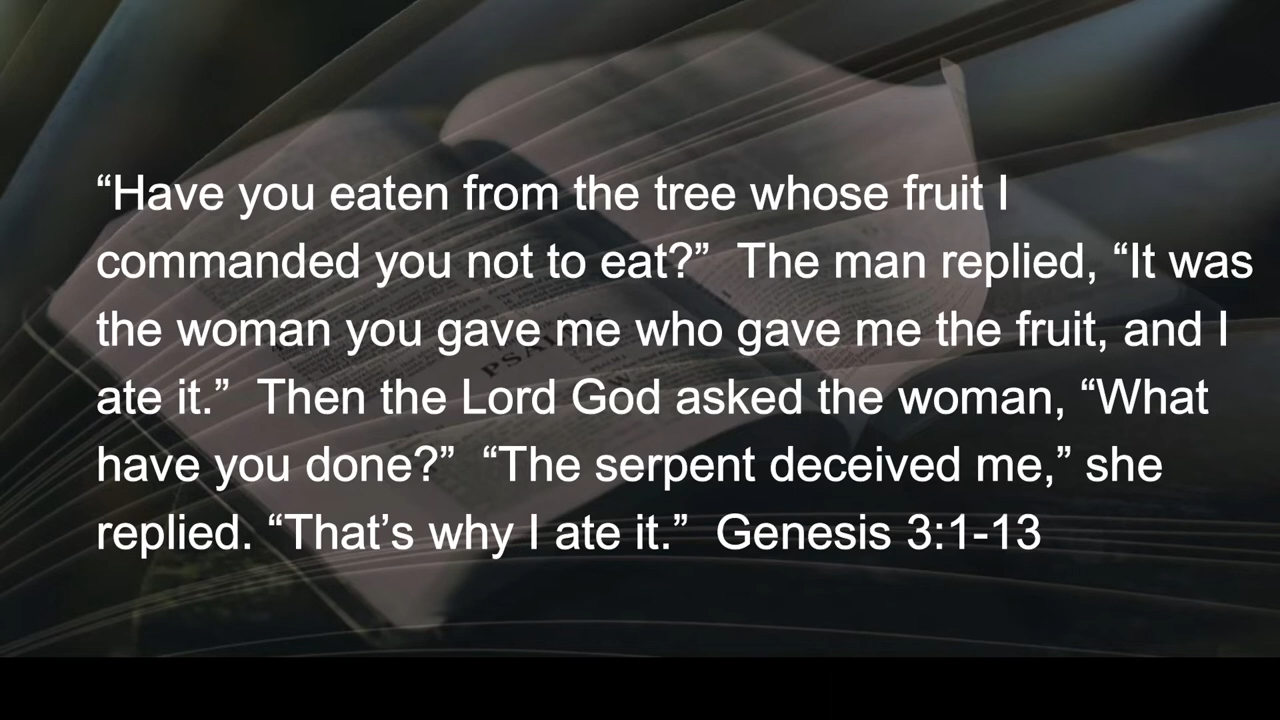 “Have you eaten from the tree whose fruit I
commanded you not to eat?”  The man replied, “It was
the woman you gave me who gave me the fruit, and I
ate it.”  Then the Lord God asked the woman, “What
have you done?”  “The serpent deceived me,” she
replied. “That’s why I ate it.”  Genesis 3:1-13